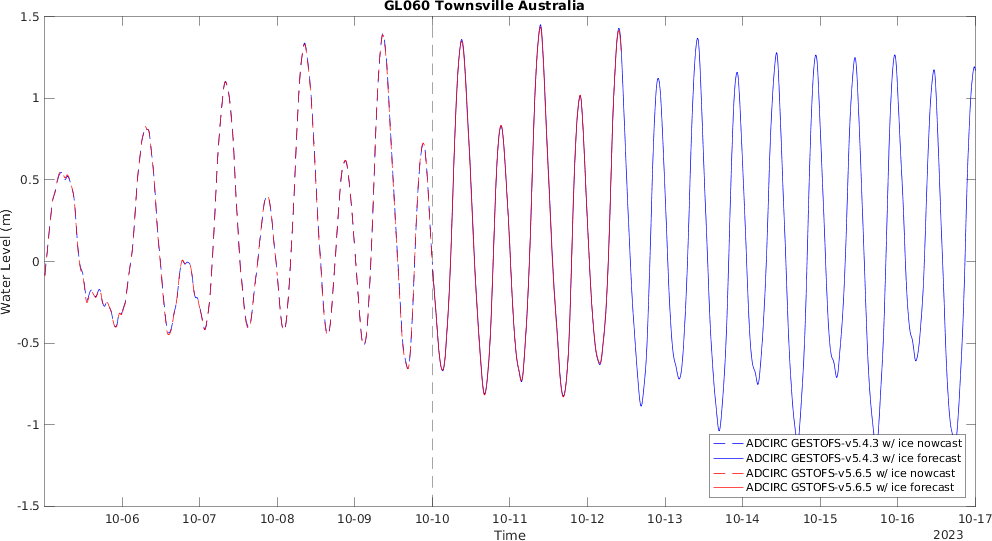 GL060 Townsville Australia
1.5
1
0.5
0
-0.5
-1
-1.5
Water Level (m)
10-06 10-07 10-08 10-09 10-10 10-11 10-12 10-13 10-14 10-15 10-16 10-17
Time
2023
ADCIRC GESTOFS-v5.4.3 w/ ice nowcast
ADCIRC GESTOFS-v5.4.3 w/ ice forecast
ADCIRC GSTOFS-v5.6.5 w/ ice nowcast
ADCIRC GSTOFS-v5.6.5 w/ ice forecast